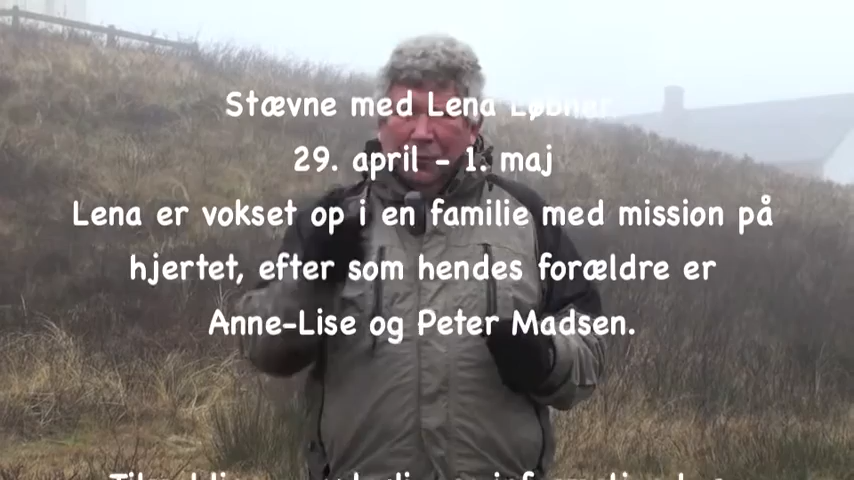 Stævne med Lena Løbner
29. april - 1. maj
Lena er vokset op i en familie med mission på
hjertet, efter som hendes forældre er
Anne-Lise og Peter Madsen.